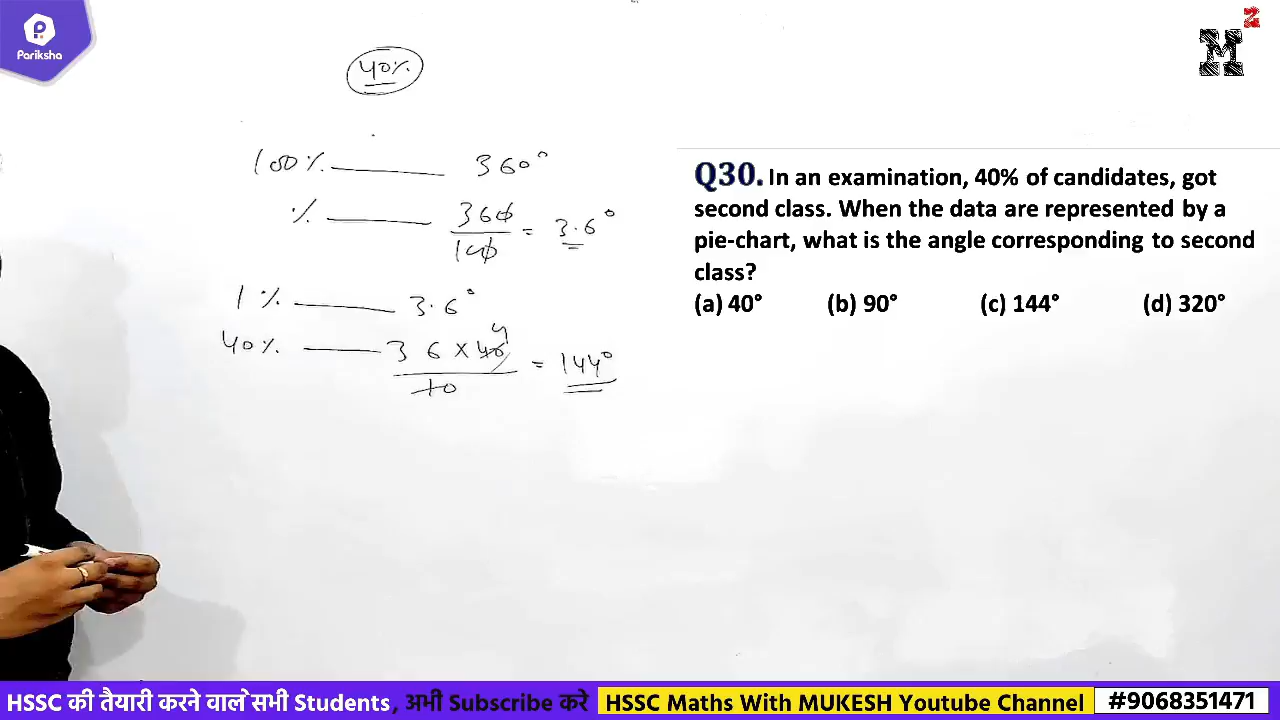 Pariksha
M²
40%
100% 360°
% 360/100 = 3.6°
1% 3.6°
40% 36 × 40/10 4 = 144°
Q30. In an examination, 40% of candidates, got
second class. When the data are represented by a
pie-chart, what is the angle corresponding to second
class?
(a) 40° (b) 90° (c) 144° (d) 320°
HSSC की तैयारी करने वाले सभी Students, अभी Subscribe करे HSSC Maths With MUKESH Youtube Channel #9068351471